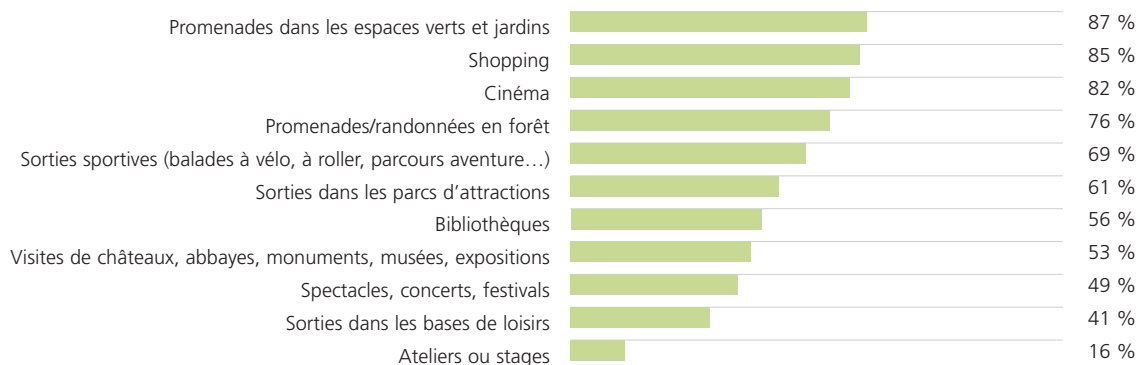 Promenades dans les espaces verts et jardins 87 %
Shopping 85 %
Cinéma 82 %
Promenades/randonnées en forêt 76 %
Sorties sportives (balades à vélo, à roller, parcours aventure…) 69 %
Sorties dans les parcs d’attractions 61 %
Bibliothèques 56 %
Visites de châteaux, abbayes, monuments, musées, expositions 53 %
Spectacles, concerts, festivals 49 %
Sorties dans les bases de loisirs 41 %
Ateliers ou stages 16 %